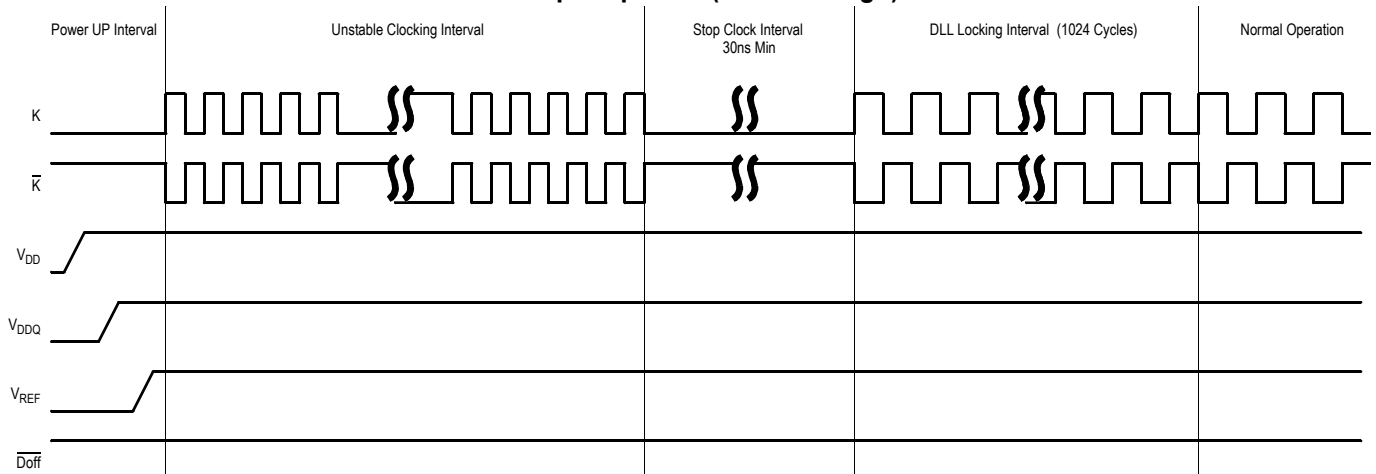 Power UP Interval
Unstable Clocking Interval
Stop Clock Interval
30ns Min
DLL Locking Interval (1024 Cycles)
Normal Operation
K
K̅
VDD
VDDQ
VREF
D̅o̅f̅f̅